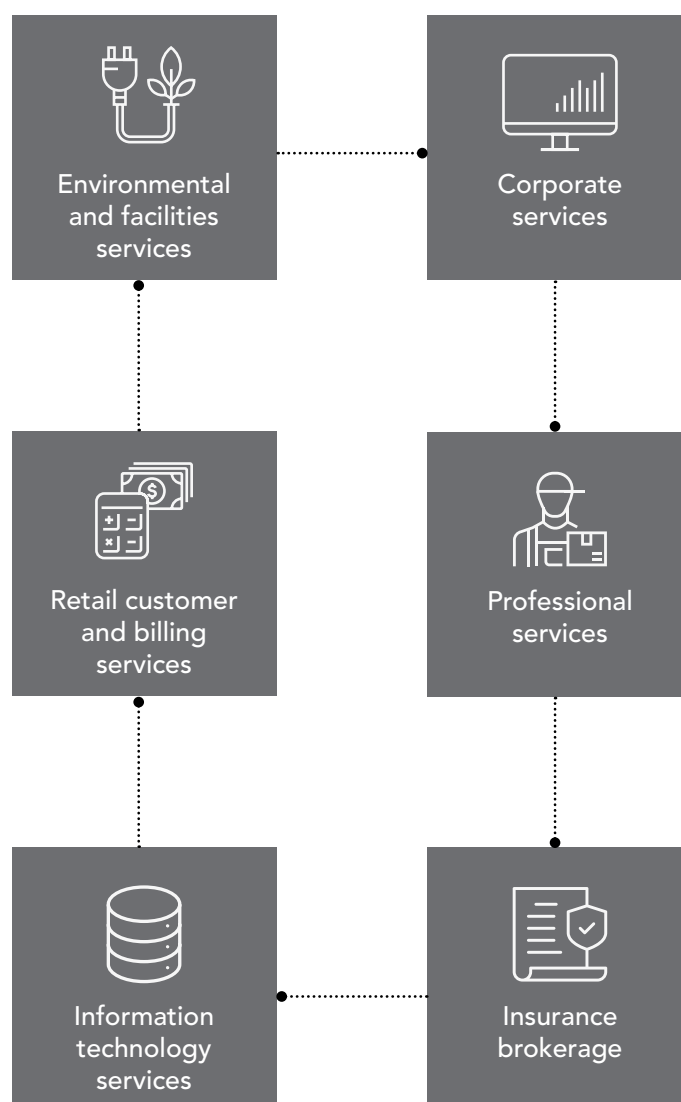 Environmental
and facilities
services
Corporate
services
Retail customer
and billing
services
Professional
services
Information
technology
services
Insurance
brokerage